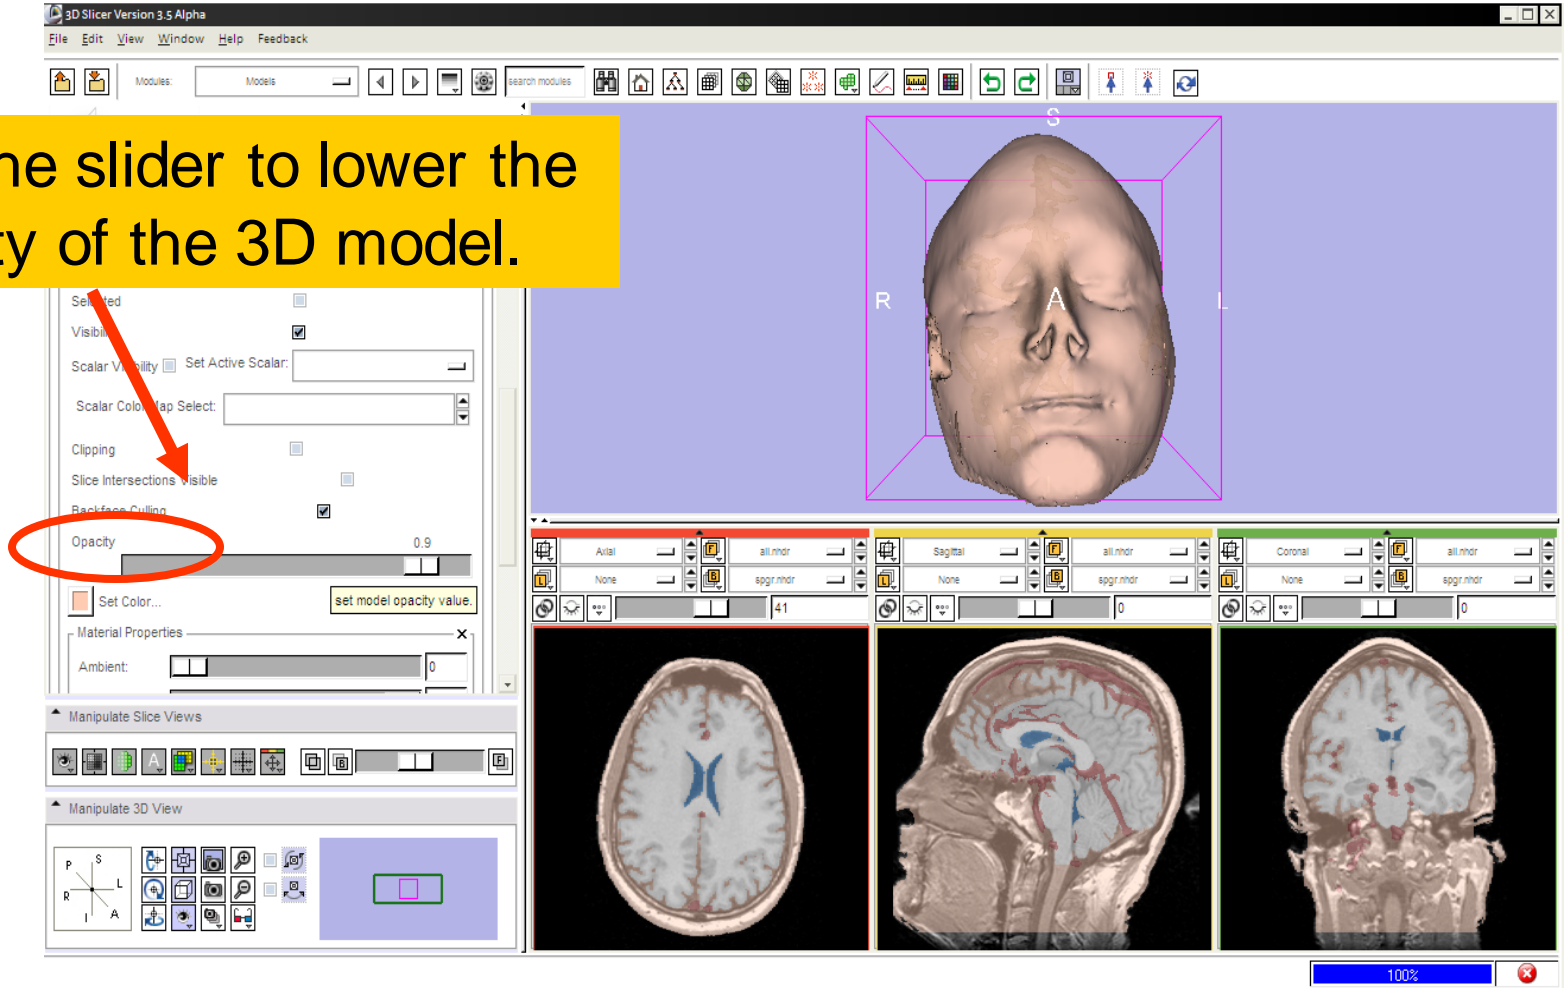 3D Slicer Version 3.5 Alpha
File Edit View Window Help Feedback
Modules: Models search modules
he slider to lower the
ty of the 3D model.
Selected
Visibility
Scalar Visibility Set Active Scalar:
Scalar Color Map Select:
Clipping
Slice Intersections Visible
Backface Culling
Opacity 0.9
Set Color...
set model opacity value.
Material Properties
Ambient: 0
Manipulate Slice Views
Manipulate 3D View
P S L R I A
S
R A L
Axial F all.nhdr
L None B spgr.nhdr
41
Sagittal F all.nhdr
L None B spgr.nhdr
0
Coronal F all.nhdr
L None B spgr.nhdr
0
100%